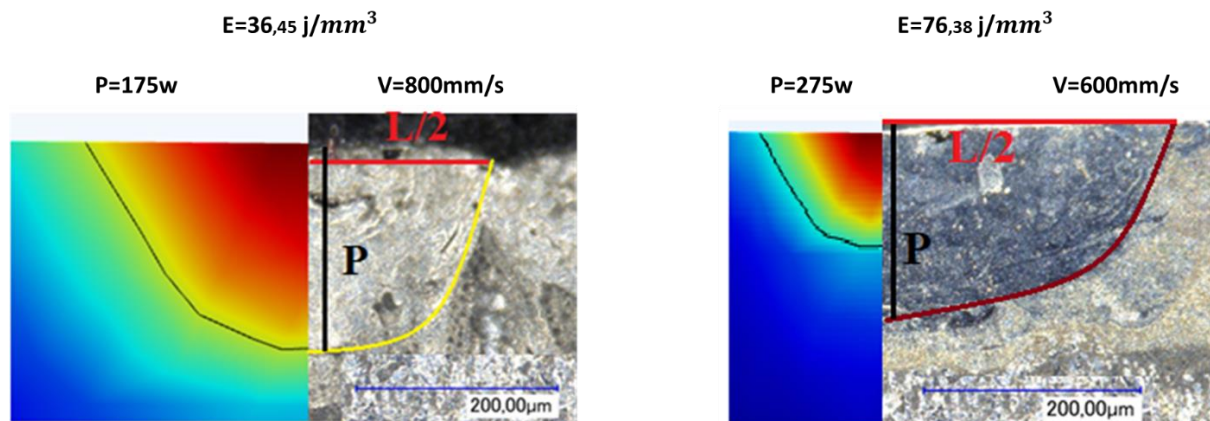 E=36,45 j/mm³
E=76,38 j/mm³
P=175w
V=800mm/s
P=275w
V=600mm/s
L/2
P
200,00µm
L/2
P
200,00µm